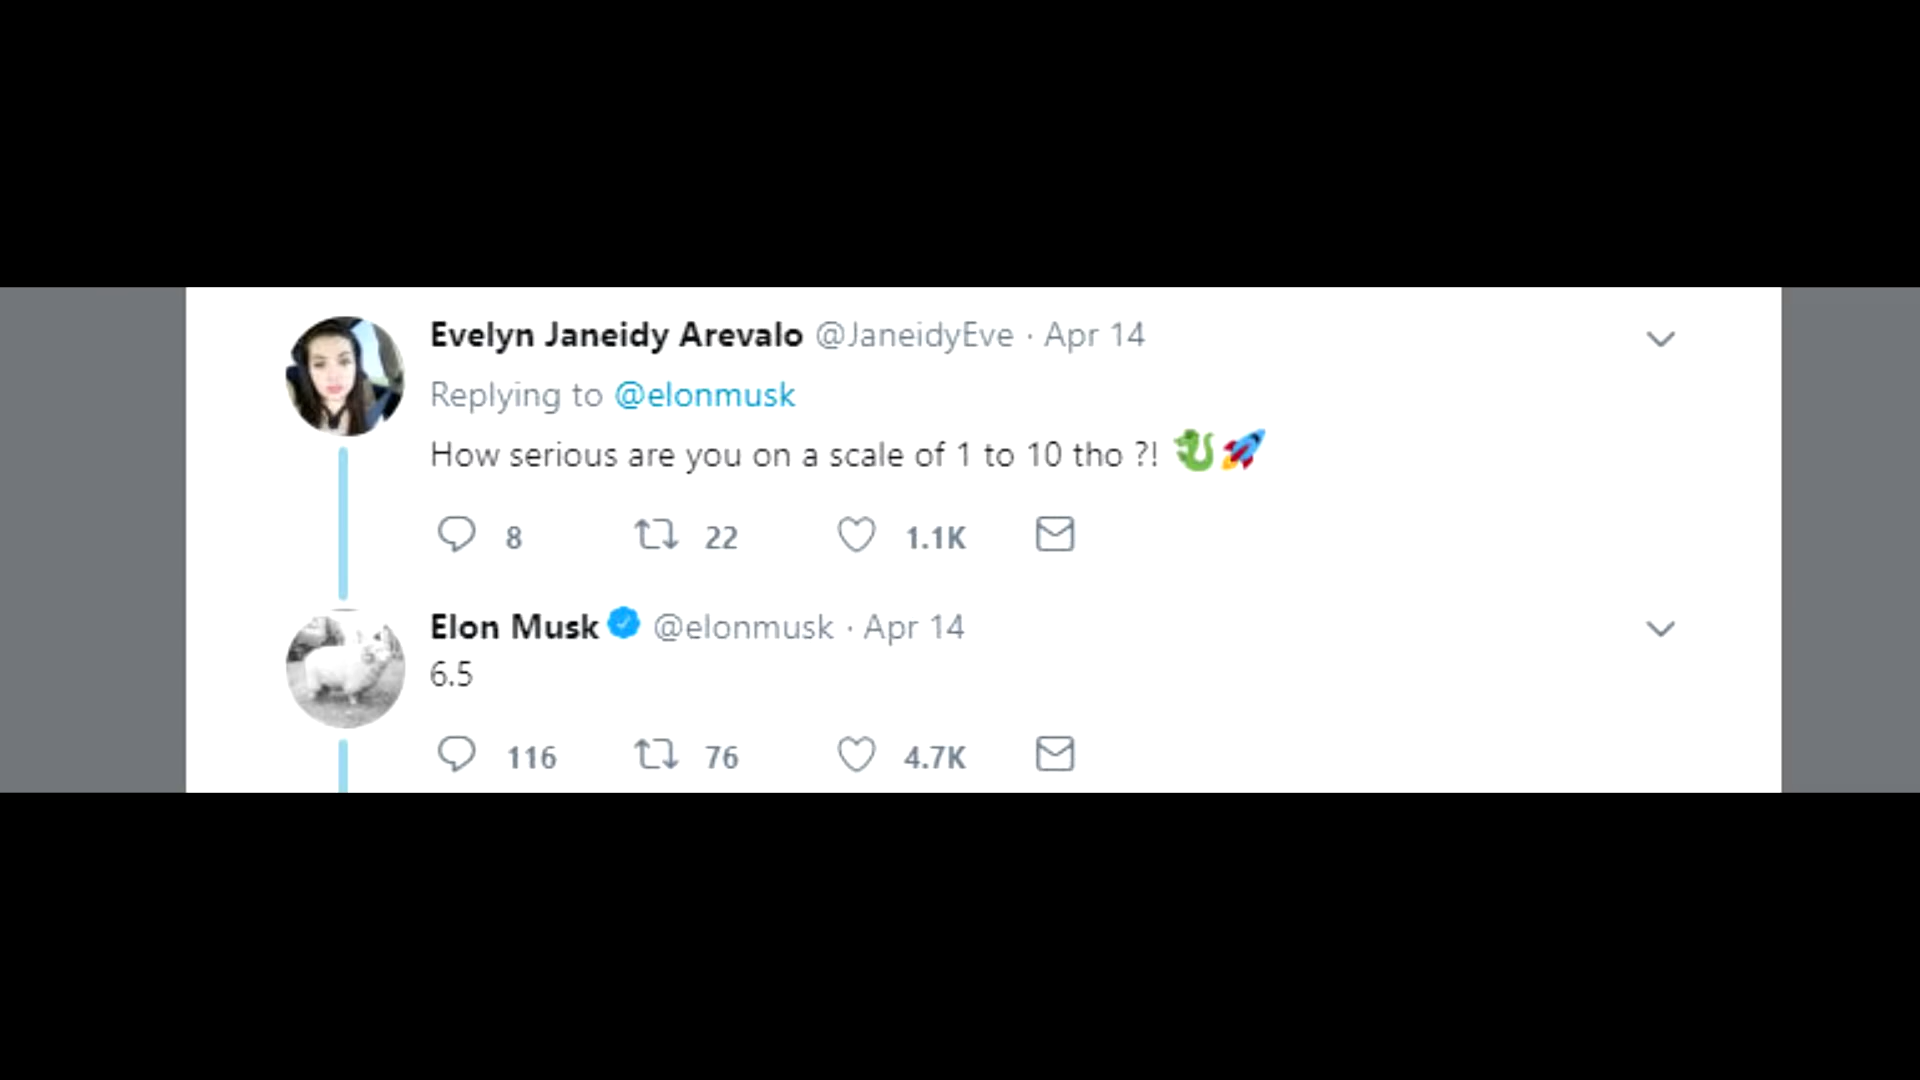 Evelyn Janeidy Arevalo @JaneidyEve · Apr 14
Replying to @elonmusk
How serious are you on a scale of 1 to 10 tho ?! 🐉🚀
8 22 1.1K
Elon Musk @elonmusk · Apr 14
6.5
116 76 4.7K